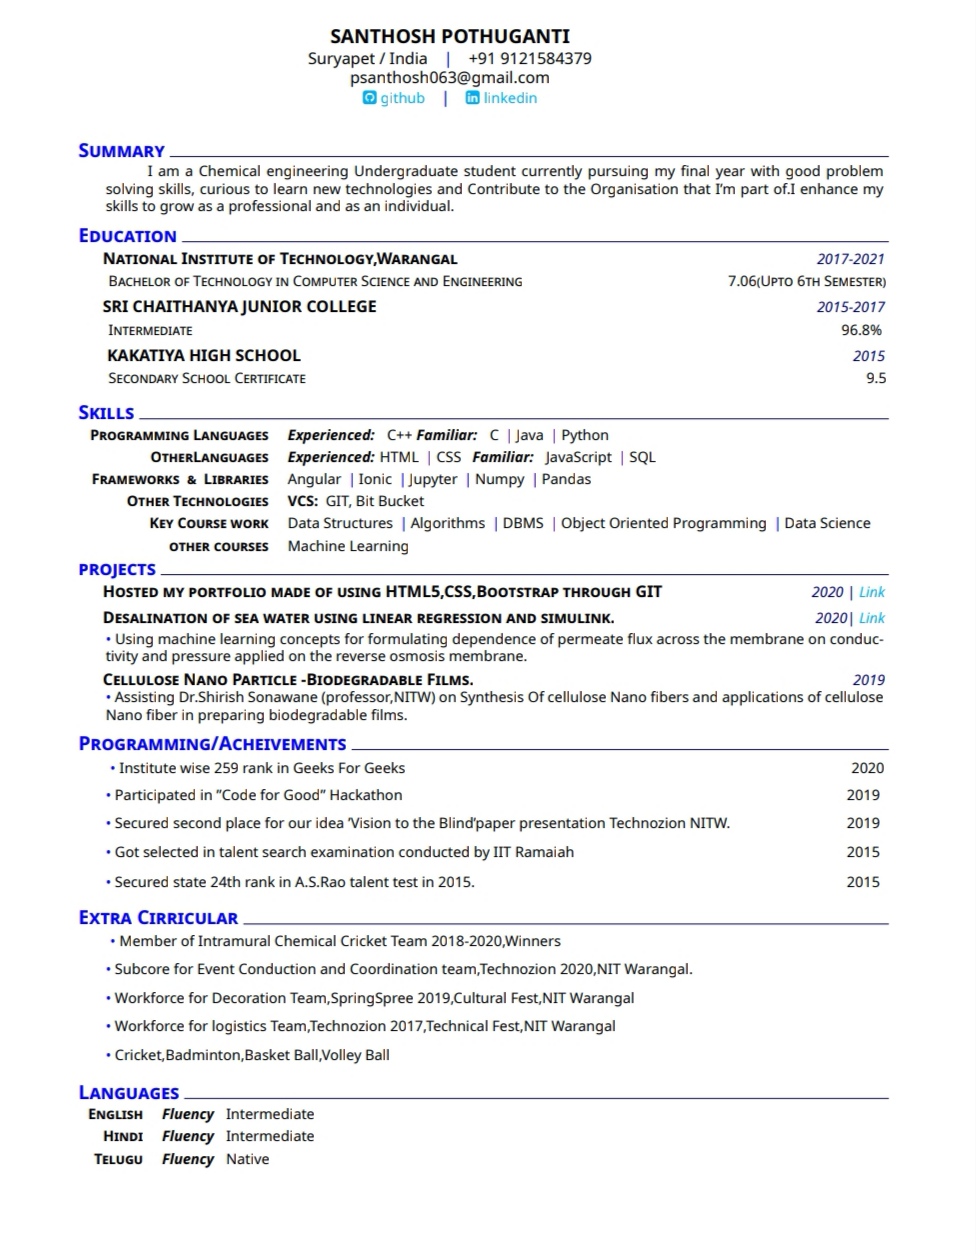 SANTHOSH POTHUGANTI
Suryapet / India | +91 9121584379
psanthosh063@gmail.com
github | linkedin
SUMMARY
I am a Chemical engineering Undergraduate student currently pursuing my final year with good problem
solving skills, curious to learn new technologies and Contribute to the Organisation that I'm part of.I enhance my
skills to grow as a professional and as an individual.
EDUCATION
NATIONAL INSTITUTE OF TECHNOLOGY,WARANGAL 2017-2021
BACHELOR OF TECHNOLOGY IN COMPUTER SCIENCE AND ENGINEERING 7.06(UPTO 6TH SEMESTER)
SRI CHAITHANYA JUNIOR COLLEGE 2015-2017
INTERMEDIATE 96.8%
KAKATIYA HIGH SCHOOL 2015
SECONDARY SCHOOL CERTIFICATE 9.5
SKILLS
PROGRAMMING LANGUAGES Experienced: C++ Familiar: C | Java | Python
OTHERLANGUAGES Experienced: HTML | CSS Familiar: JavaScript | SQL
FRAMEWORKS & LIBRARIES Angular | Ionic | Jupyter | Numpy | Pandas
OTHER TECHNOLOGIES VCS: GIT, Bit Bucket
KEY COURSE WORK Data Structures | Algorithms | DBMS | Object Oriented Programming | Data Science
OTHER COURSES Machine Learning
PROJECTS
HOSTED MY PORTFOLIO MADE OF USING HTML5,CSS,BOOTSTRAP THROUGH GIT 2020 | Link
DESALINATION OF SEA WATER USING LINEAR REGRESSION AND SIMULINK. 2020| Link
• Using machine learning concepts for formulating dependence of permeate flux across the membrane on conduc-
tivity and pressure applied on the reverse osmosis membrane.
CELLULOSE NANO PARTICLE -BIODEGRADABLE FILMS. 2019
• Assisting Dr.Shirish Sonawane (professor,NITW) on Synthesis Of cellulose Nano fibers and applications of cellulose
Nano fiber in preparing biodegradable films.
PROGRAMMING/ACHEIVEMENTS
• Institute wise 259 rank in Geeks For Geeks 2020
• Participated in "Code for Good" Hackathon 2019
• Secured second place for our idea 'Vision to the Blind'paper presentation Technozion NITW. 2019
• Got selected in talent search examination conducted by IIT Ramaiah 2015
• Secured state 24th rank in A.S.Rao talent test in 2015. 2015
EXTRA CIRRICULAR
• Member of Intramural Chemical Cricket Team 2018-2020,Winners
• Subcore for Event Conduction and Coordination team,Technozion 2020,NIT Warangal.
• Workforce for Decoration Team,SpringSpree 2019,Cultural Fest,NIT Warangal
• Workforce for logistics Team,Technozion 2017,Technical Fest,NIT Warangal
• Cricket,Badminton,Basket Ball,Volley Ball
LANGUAGES
ENGLISH Fluency Intermediate
HINDI Fluency Intermediate
TELUGU Fluency Native